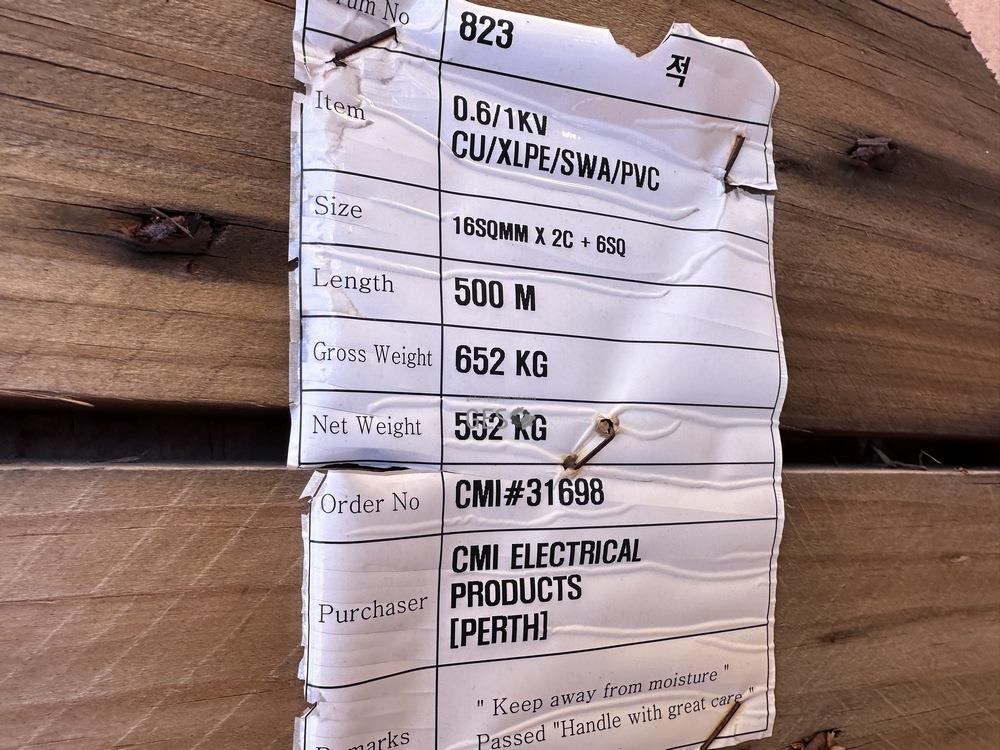 No 823
적
Item 0.6/1KV
CU/XLPE/SWA/PVC
Size 16SQMM X 2C + 6SQ
Length 500 M
Gross Weight 652 KG
Net Weight 552 KG
GES
Order No CMI#31698
Purchaser CMI ELECTRICAL
PRODUCTS
[PERTH]
" Keep away from moisture "
Passed "Handle with great care "